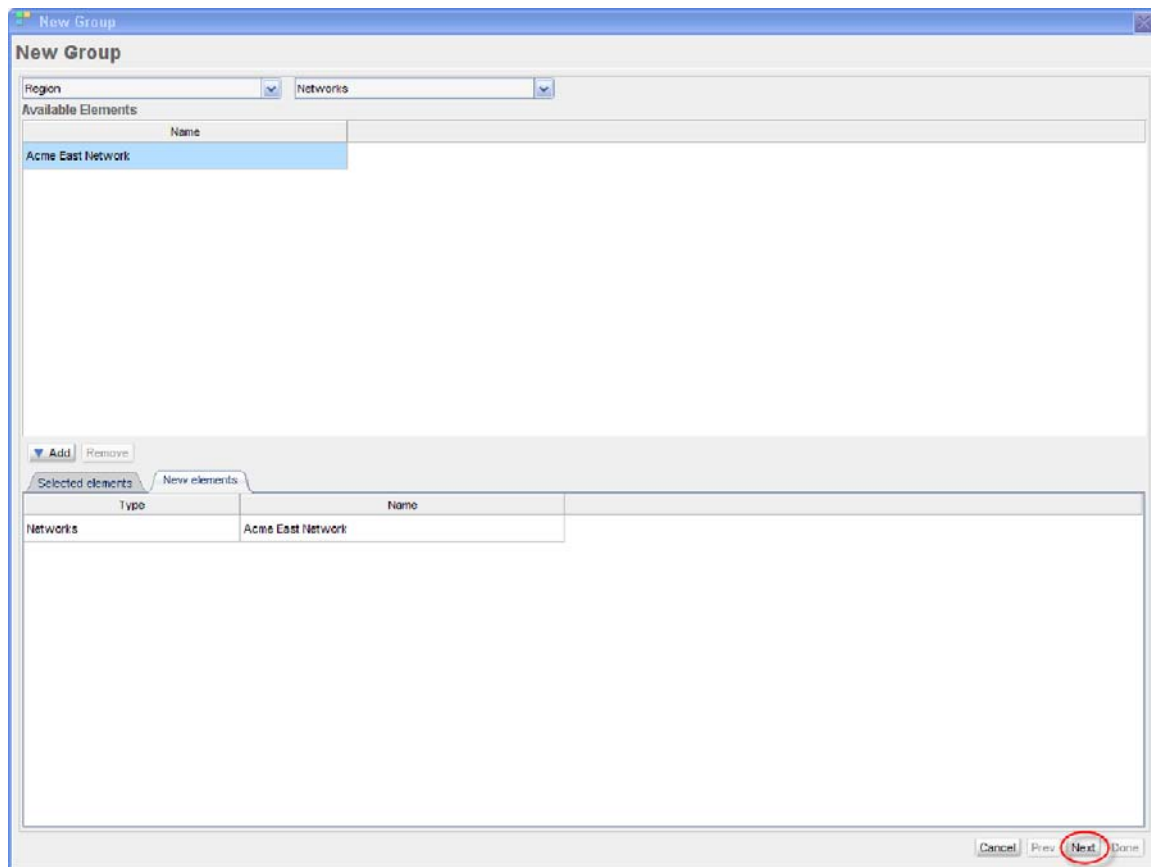 New Group
New Group
Region Networks
Available Elements
Name
Acme East Network
Add Remove
Selected elements New elements
Type Name
Networks Acme East Network
Cancel Prev Next Done